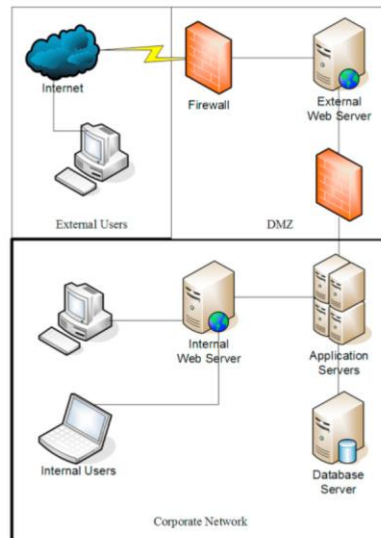 Internet
Firewall
External
Web Server
External Users
DMZ
Internal
Web Server
Application
Servers
Internal Users
Database
Server
Corporate Network